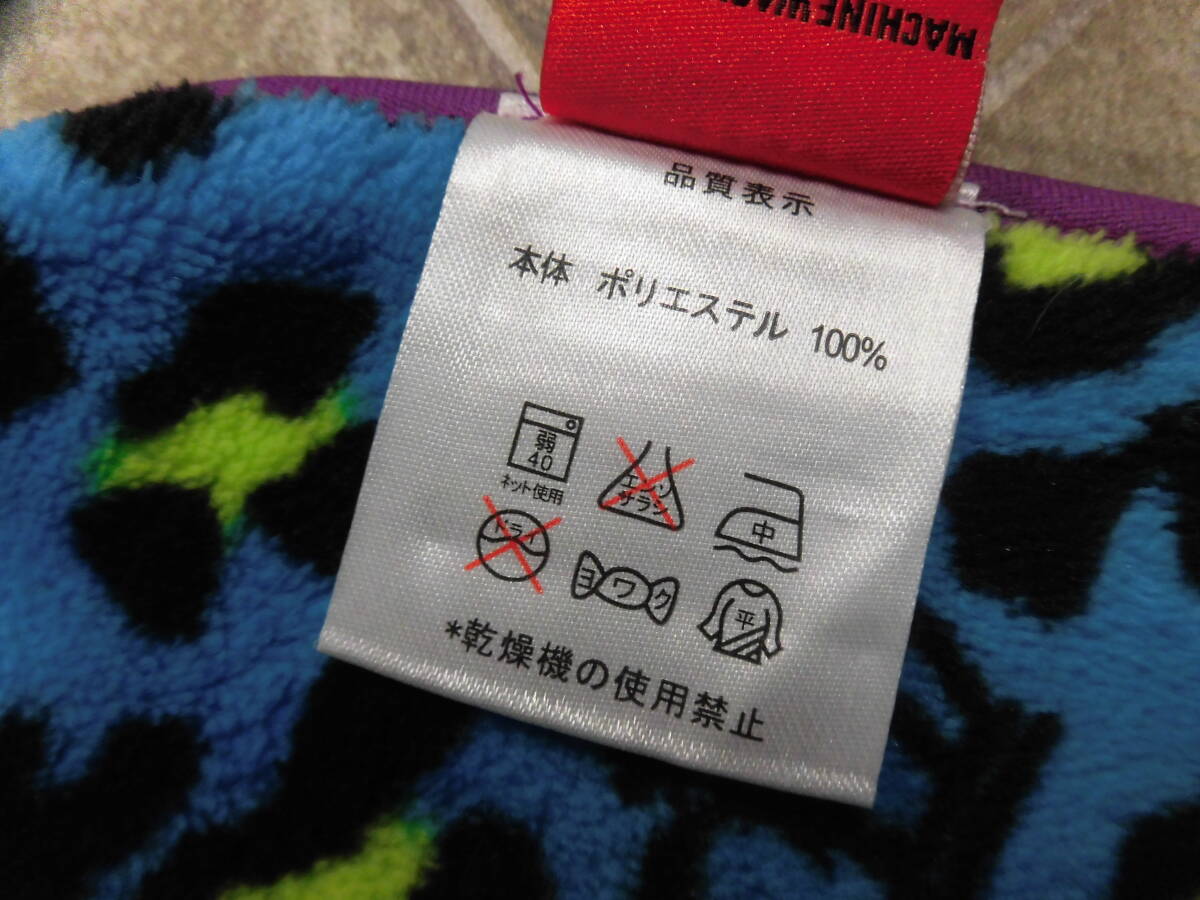 MACHINE WAS
品質表示
本体 ポリエステル 100%
弱
40
ネット使用
エンソ
サラシ
中
ドライ
ヨワク
平
*乾燥機の使用禁止